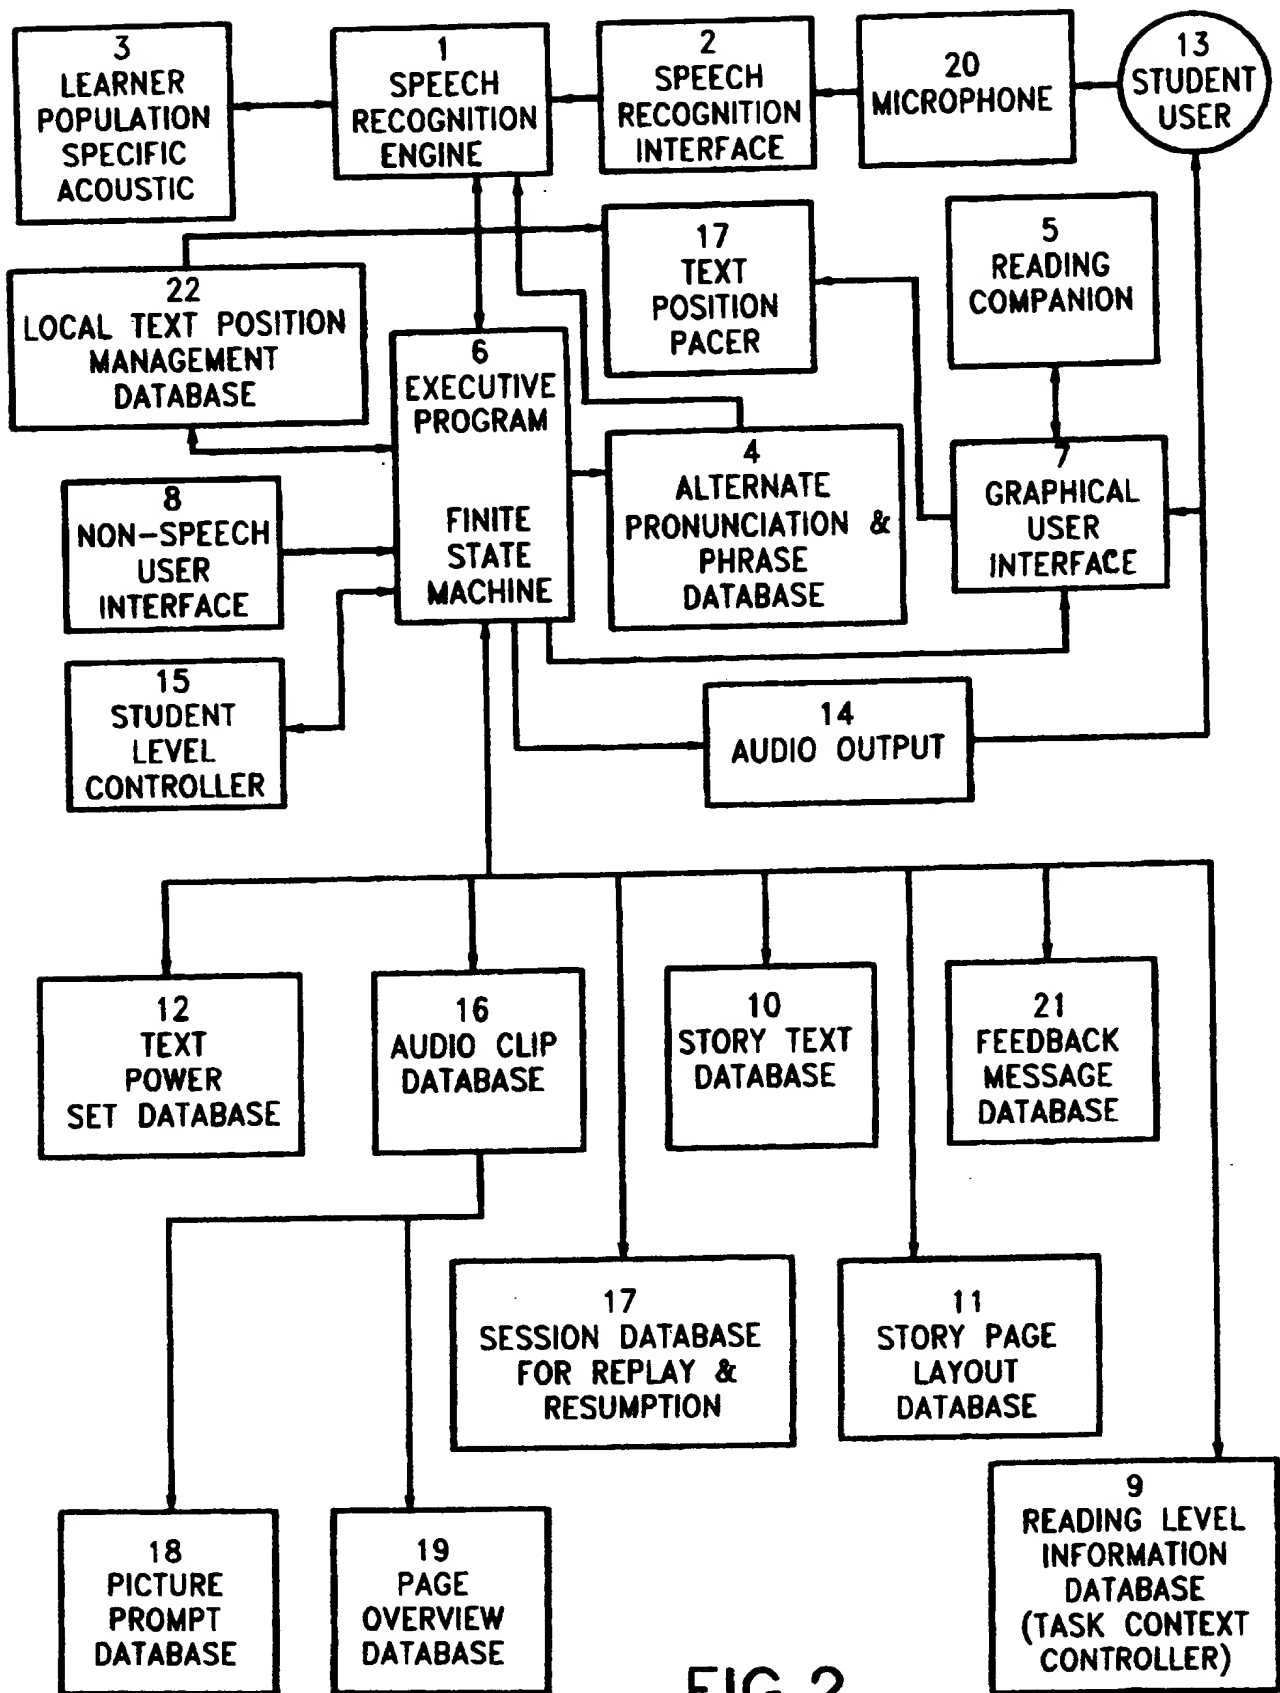 3
LEARNER
POPULATION
SPECIFIC
ACOUSTIC
1
SPEECH
RECOGNITION
ENGINE
2
SPEECH
RECOGNITION
INTERFACE
20
MICROPHONE
13
STUDENT
USER
22
LOCAL TEXT POSITION
MANAGEMENT
DATABASE
17
TEXT
POSITION
PACER
5
READING
COMPANION
6
EXECUTIVE
PROGRAM
FINITE
STATE
MACHINE
4
ALTERNATE
PRONUNCIATION &
PHRASE
DATABASE
7
GRAPHICAL
USER
INTERFACE
8
NON-SPEECH
USER
INTERFACE
15
STUDENT
LEVEL
CONTROLLER
14
AUDIO OUTPUT
12
TEXT
POWER
SET DATABASE
16
AUDIO CLIP
DATABASE
10
STORY TEXT
DATABASE
21
FEEDBACK
MESSAGE
DATABASE
17
SESSION DATABASE
FOR REPLAY &
RESUMPTION
11
STORY PAGE
LAYOUT
DATABASE
18
PICTURE
PROMPT
DATABASE
19
PAGE
OVERVIEW
DATABASE
9
READING LEVEL
INFORMATION
DATABASE
(TASK CONTEXT
CONTROLLER)
FIG 2